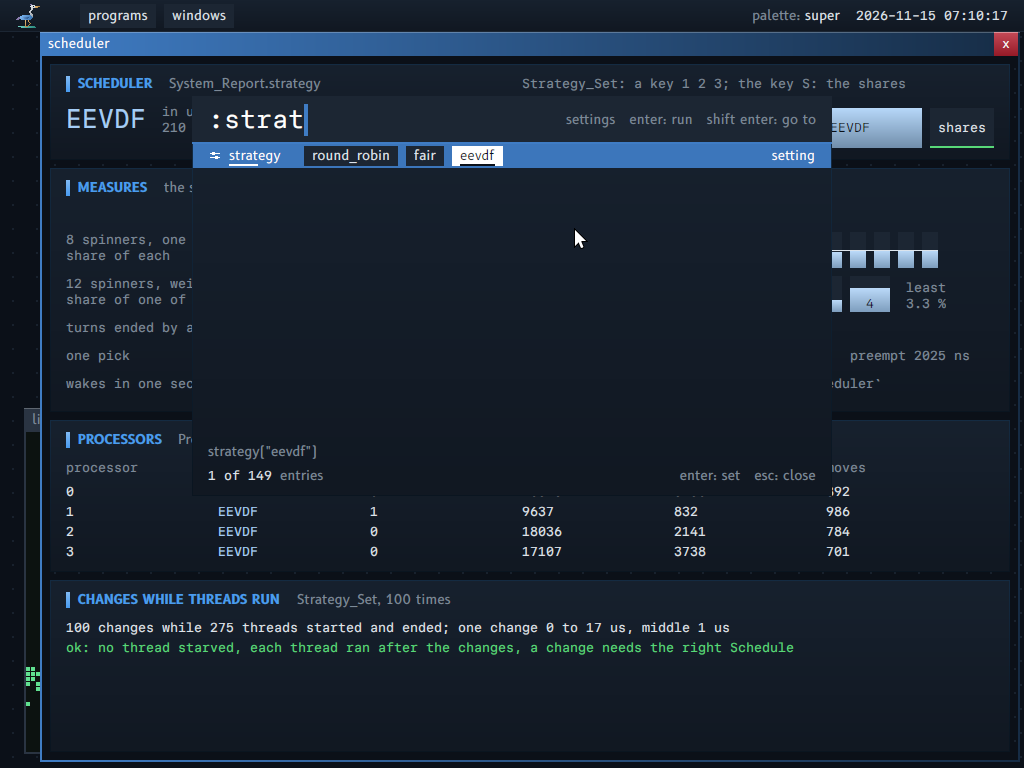 programs windows palette: super 2026-11-15 07:10:17
scheduler x
SCHEDULER System_Report.strategy Strategy_Set: a key 1 2 3; the key S: the shares
EEVDF in u
210
EEVDF shares
:strat settings enter: run shift enter: go to
strategy round_robin fair eevdf setting
MEASURES the s
8 spinners, one
share of each
12 spinners, wei
share of one of 4 least
3.3 %
turns ended by a
one pick preempt 2025 ns
wakes in one sec eduler`
li
strategy["eevdf"]
1 of 149 entries enter: set esc: close
PROCESSORS Pr
processor oves
0 92
1 EEVDF 1 9637 832 986
2 EEVDF 0 18036 2141 784
3 EEVDF 0 17107 3738 701
CHANGES WHILE THREADS RUN Strategy_Set, 100 times
100 changes while 275 threads started and ended; one change 0 to 17 us, middle 1 us
ok: no thread starved, each thread ran after the changes, a change needs the right Schedule